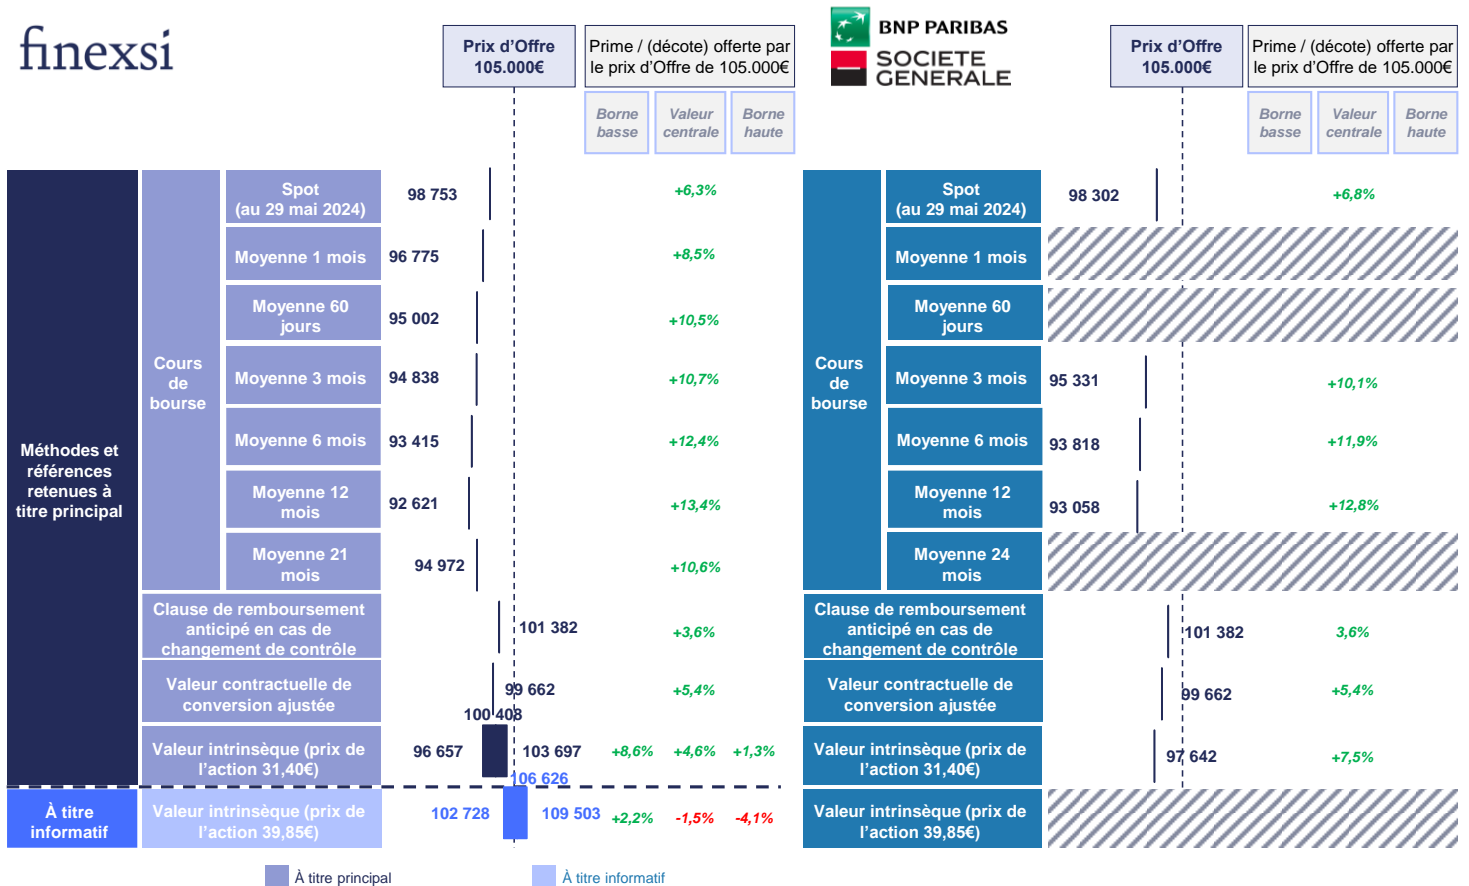 finexsi
Prix d'Offre
105.000€
Prime / (décote) offerte par
le prix d'Offre de 105.000€
Borne
basse
Valeur
centrale
Borne
haute
Méthodes et
références
retenues à
titre principal
Cours
de
bourse
Spot
(au 29 mai 2024)
98 753
+6,3%
Moyenne 1 mois
96 775
+8,5%
Moyenne 60
jours
95 002
+10,5%
Moyenne 3 mois
94 838
+10,7%
Moyenne 6 mois
93 415
+12,4%
Moyenne 12
mois
92 621
+13,4%
Moyenne 21
mois
94 972
+10,6%
Clause de remboursement
anticipé en cas de
changement de contrôle
101 382
+3,6%
Valeur contractuelle de
conversion ajustée
99 662
+5,4%
Valeur intrinsèque (prix de
l'action 31,40€)
100 408
96 657
103 697
+8,6%
+4,6%
+1,3%
À titre
informatif
Valeur intrinsèque (prix de
l'action 39,85€)
106 626
102 728
109 503
+2,2%
-1,5%
-4,1%
BNP PARIBAS
SOCIETE
GENERALE
Prix d'Offre
105.000€
Prime / (décote) offerte par
le prix d'Offre de 105.000€
Borne
basse
Valeur
centrale
Borne
haute
Cours
de
bourse
Spot
(au 29 mai 2024)
98 302
+6,8%
Moyenne 1 mois
Moyenne 60
jours
Moyenne 3 mois
95 331
+10,1%
Moyenne 6 mois
93 818
+11,9%
Moyenne 12
mois
93 058
+12,8%
Moyenne 24
mois
Clause de remboursement
anticipé en cas de
changement de contrôle
101 382
3,6%
Valeur contractuelle de
conversion ajustée
99 662
+5,4%
Valeur intrinsèque (prix de
l'action 31,40€)
97 642
+7,5%
Valeur intrinsèque (prix de
l'action 39,85€)
À titre principal
À titre informatif